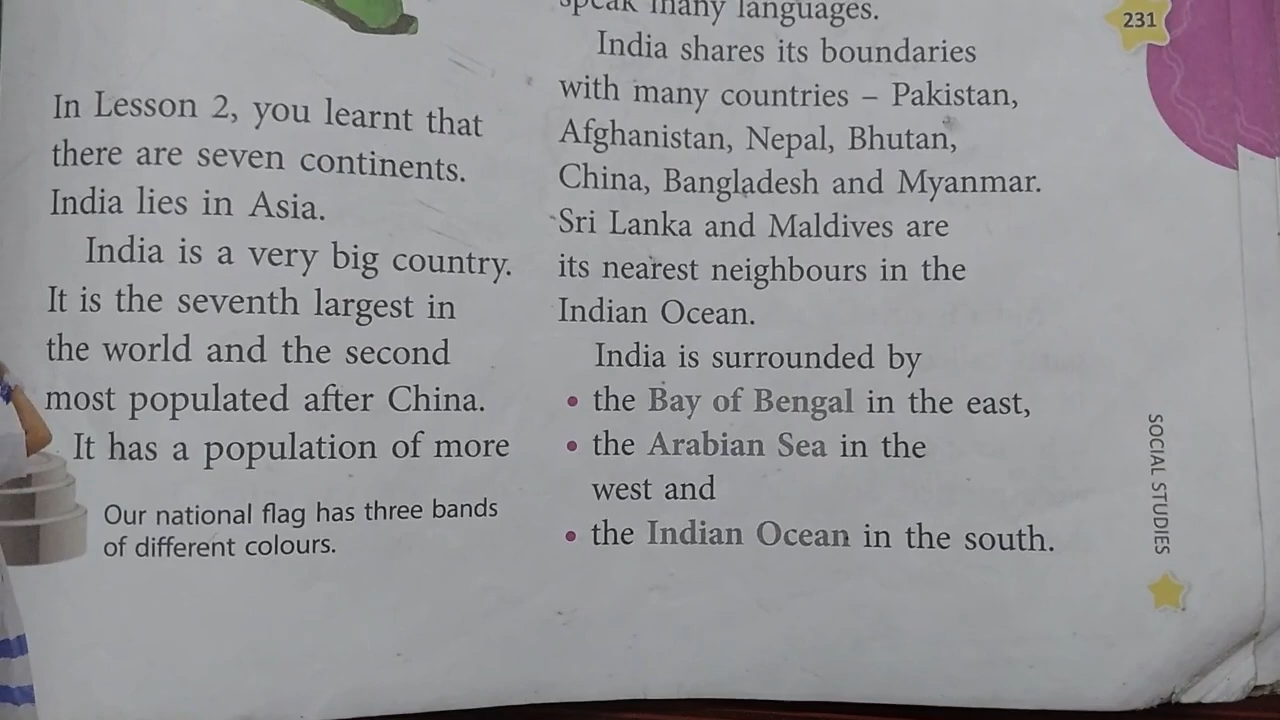 In Lesson 2, you learnt that
there are seven continents.
India lies in Asia.
India is a very big country.
It is the seventh largest in
the world and the second
most populated after China.
It has a population of more
Our national flag has three bands
of different colours.
speak many languages.
India shares its boundaries
with many countries – Pakistan,
Afghanistan, Nepal, Bhutan,
China, Bangladesh and Myanmar.
Sri Lanka and Maldives are
its nearest neighbours in the
Indian Ocean.
India is surrounded by
• the Bay of Bengal in the east,
• the Arabian Sea in the
west and
• the Indian Ocean in the south.
231
SOCIAL STUDIES